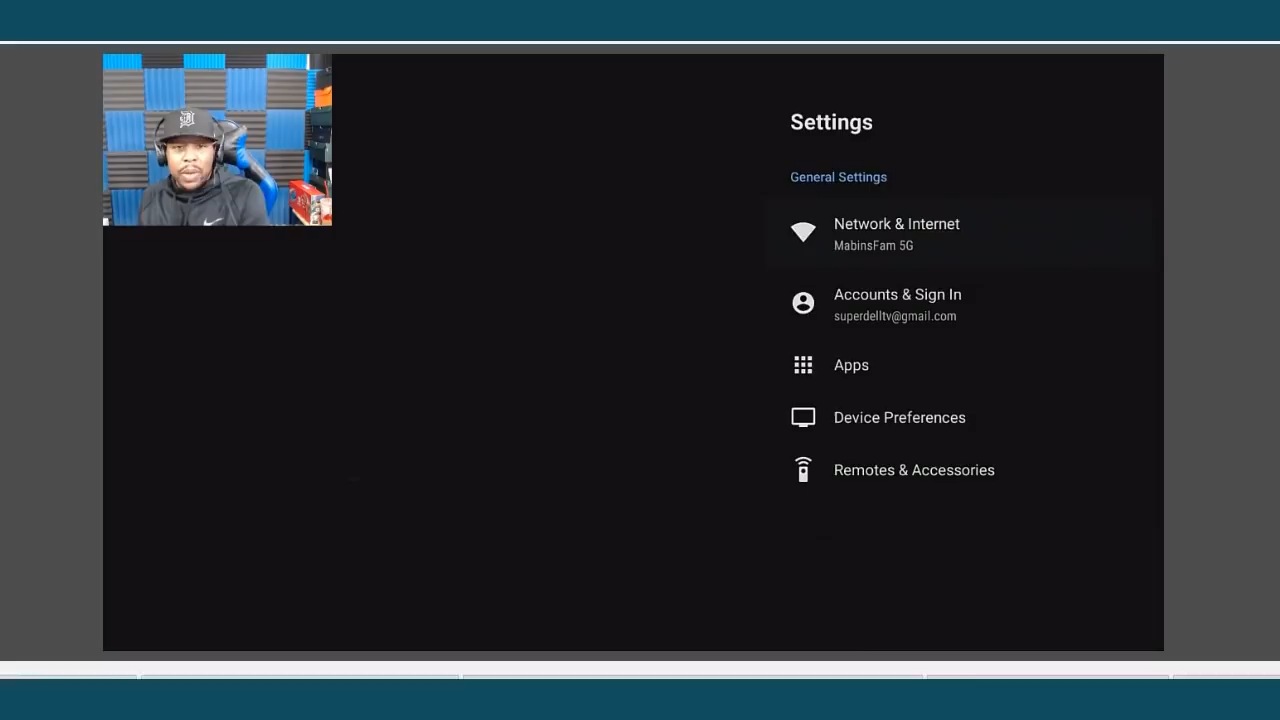 Settings
General Settings
Network & Internet
MabinsFam 5G
Accounts & Sign In
superdelltv@gmail.com
Apps
Device Preferences
Remotes & Accessories